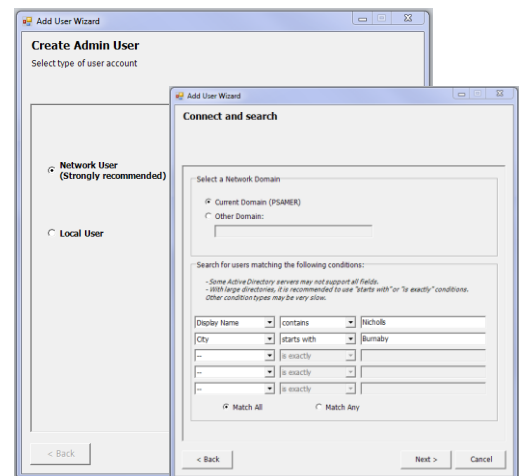 Add User Wizard
Create Admin User
Select type of user account
Network User
(Strongly recommended)
Local User
< Back
Add User Wizard
Connect and search
Select a Network Domain
Current Domain (PSAMER)
Other Domain:
Search for users matching the following conditions:
- Some Active Directory servers may not support all fields.
- With large directories, it is recommended to use "starts with" or "is exactly" conditions.
Other condition types may be very slow.
Display Name contains Nicholls
City starts with Burnaby
-- is exactly
-- is exactly
-- is exactly
Match All Match Any
< Back Next > Cancel